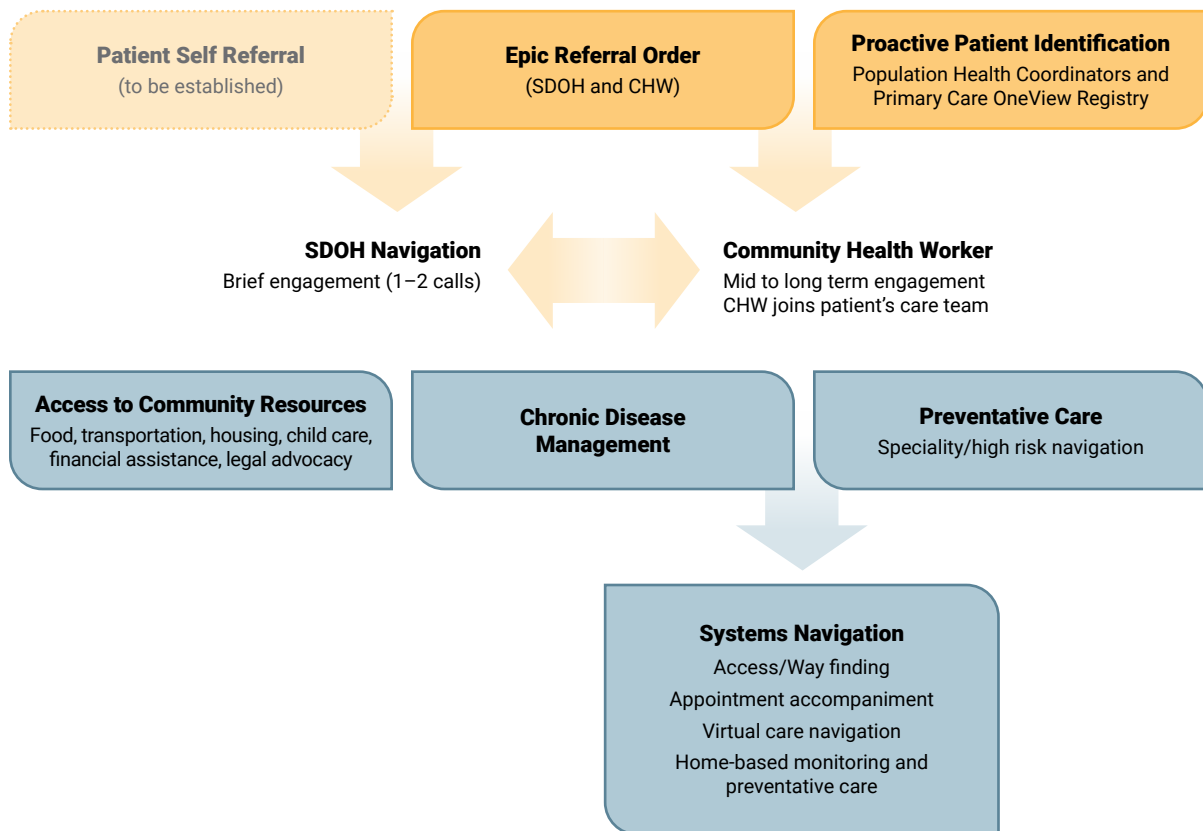 Patient Self Referral
(to be established)
Epic Referral Order
(SDOH and CHW)
Proactive Patient Identification
Population Health Coordinators and
Primary Care OneView Registry
SDOH Navigation
Brief engagement (1–2 calls)
Community Health Worker
Mid to long term engagement
CHW joins patient’s care team
Access to Community Resources
Food, transportation, housing, child care,
financial assistance, legal advocacy
Chronic Disease
Management
Preventative Care
Speciality/high risk navigation
Systems Navigation
Access/Way finding
Appointment accompaniment
Virtual care navigation
Home-based monitoring and
preventative care